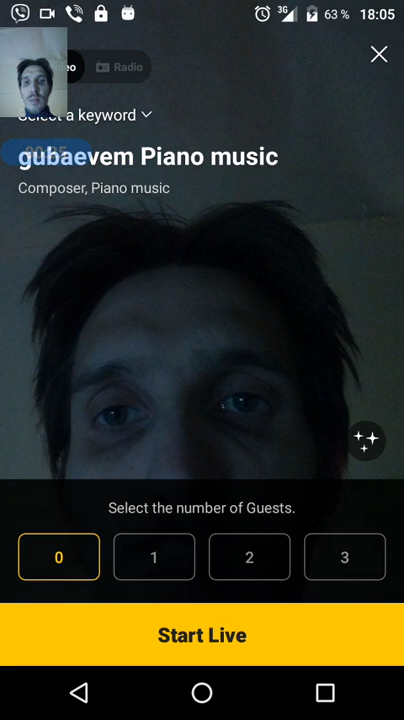 3G 63 % 18:05
Radio
Select a keyword
gubaevem Piano music
Composer, Piano music
Select the number of Guests.
0 1 2 3
Start Live